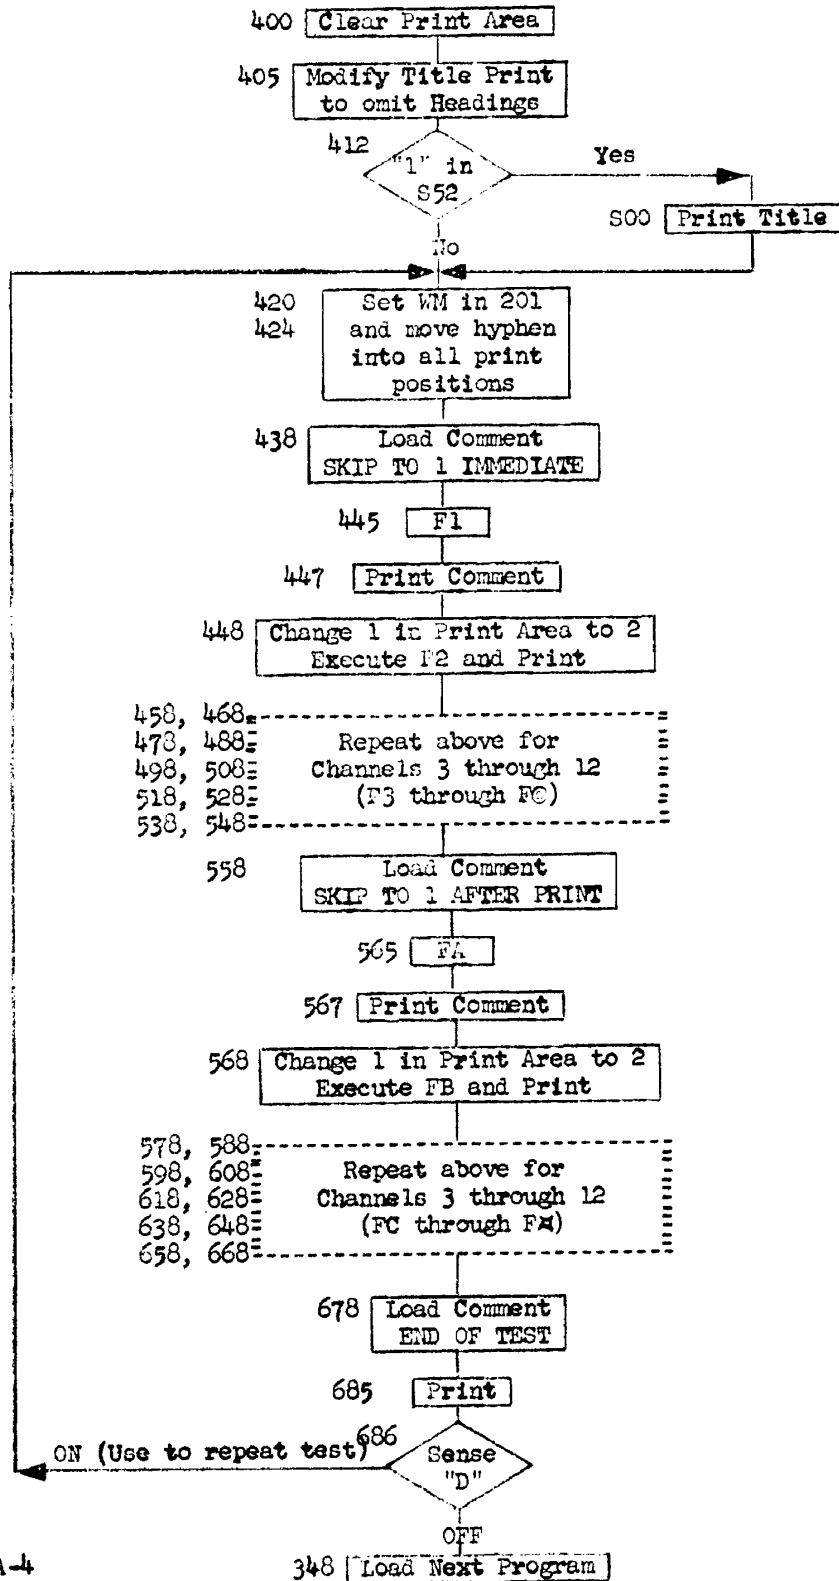 400 Clear Print Area
405 Modify Title Print
to omit Headings
412
"1" in
S52
Yes
S00 Print Title
No
420 Set WM in 201
424 and move hyphen
into all print
positions
438 Load Comment
SKIP TO 1 IMMEDIATE
445 F1
447 Print Comment
448 Change 1 in Print Area to 2
Execute F2 and Print
458, 468
478, 488 Repeat above for
498, 508 Channels 3 through 12
518, 528 (F3 through F@)
538, 548
558 Load Comment
SKIP TO 1 AFTER PRINT
565 FA
567 Print Comment
568 Change 1 in Print Area to 2
Execute FB and Print
578, 588
598, 608 Repeat above for
618, 628 Channels 3 through 12
638, 648 (FC through F¤)
658, 668
678 Load Comment
END OF TEST
685 Print
686
ON (Use to repeat test)
Sense
"D"
OFF
A-4
348 Load Next Program